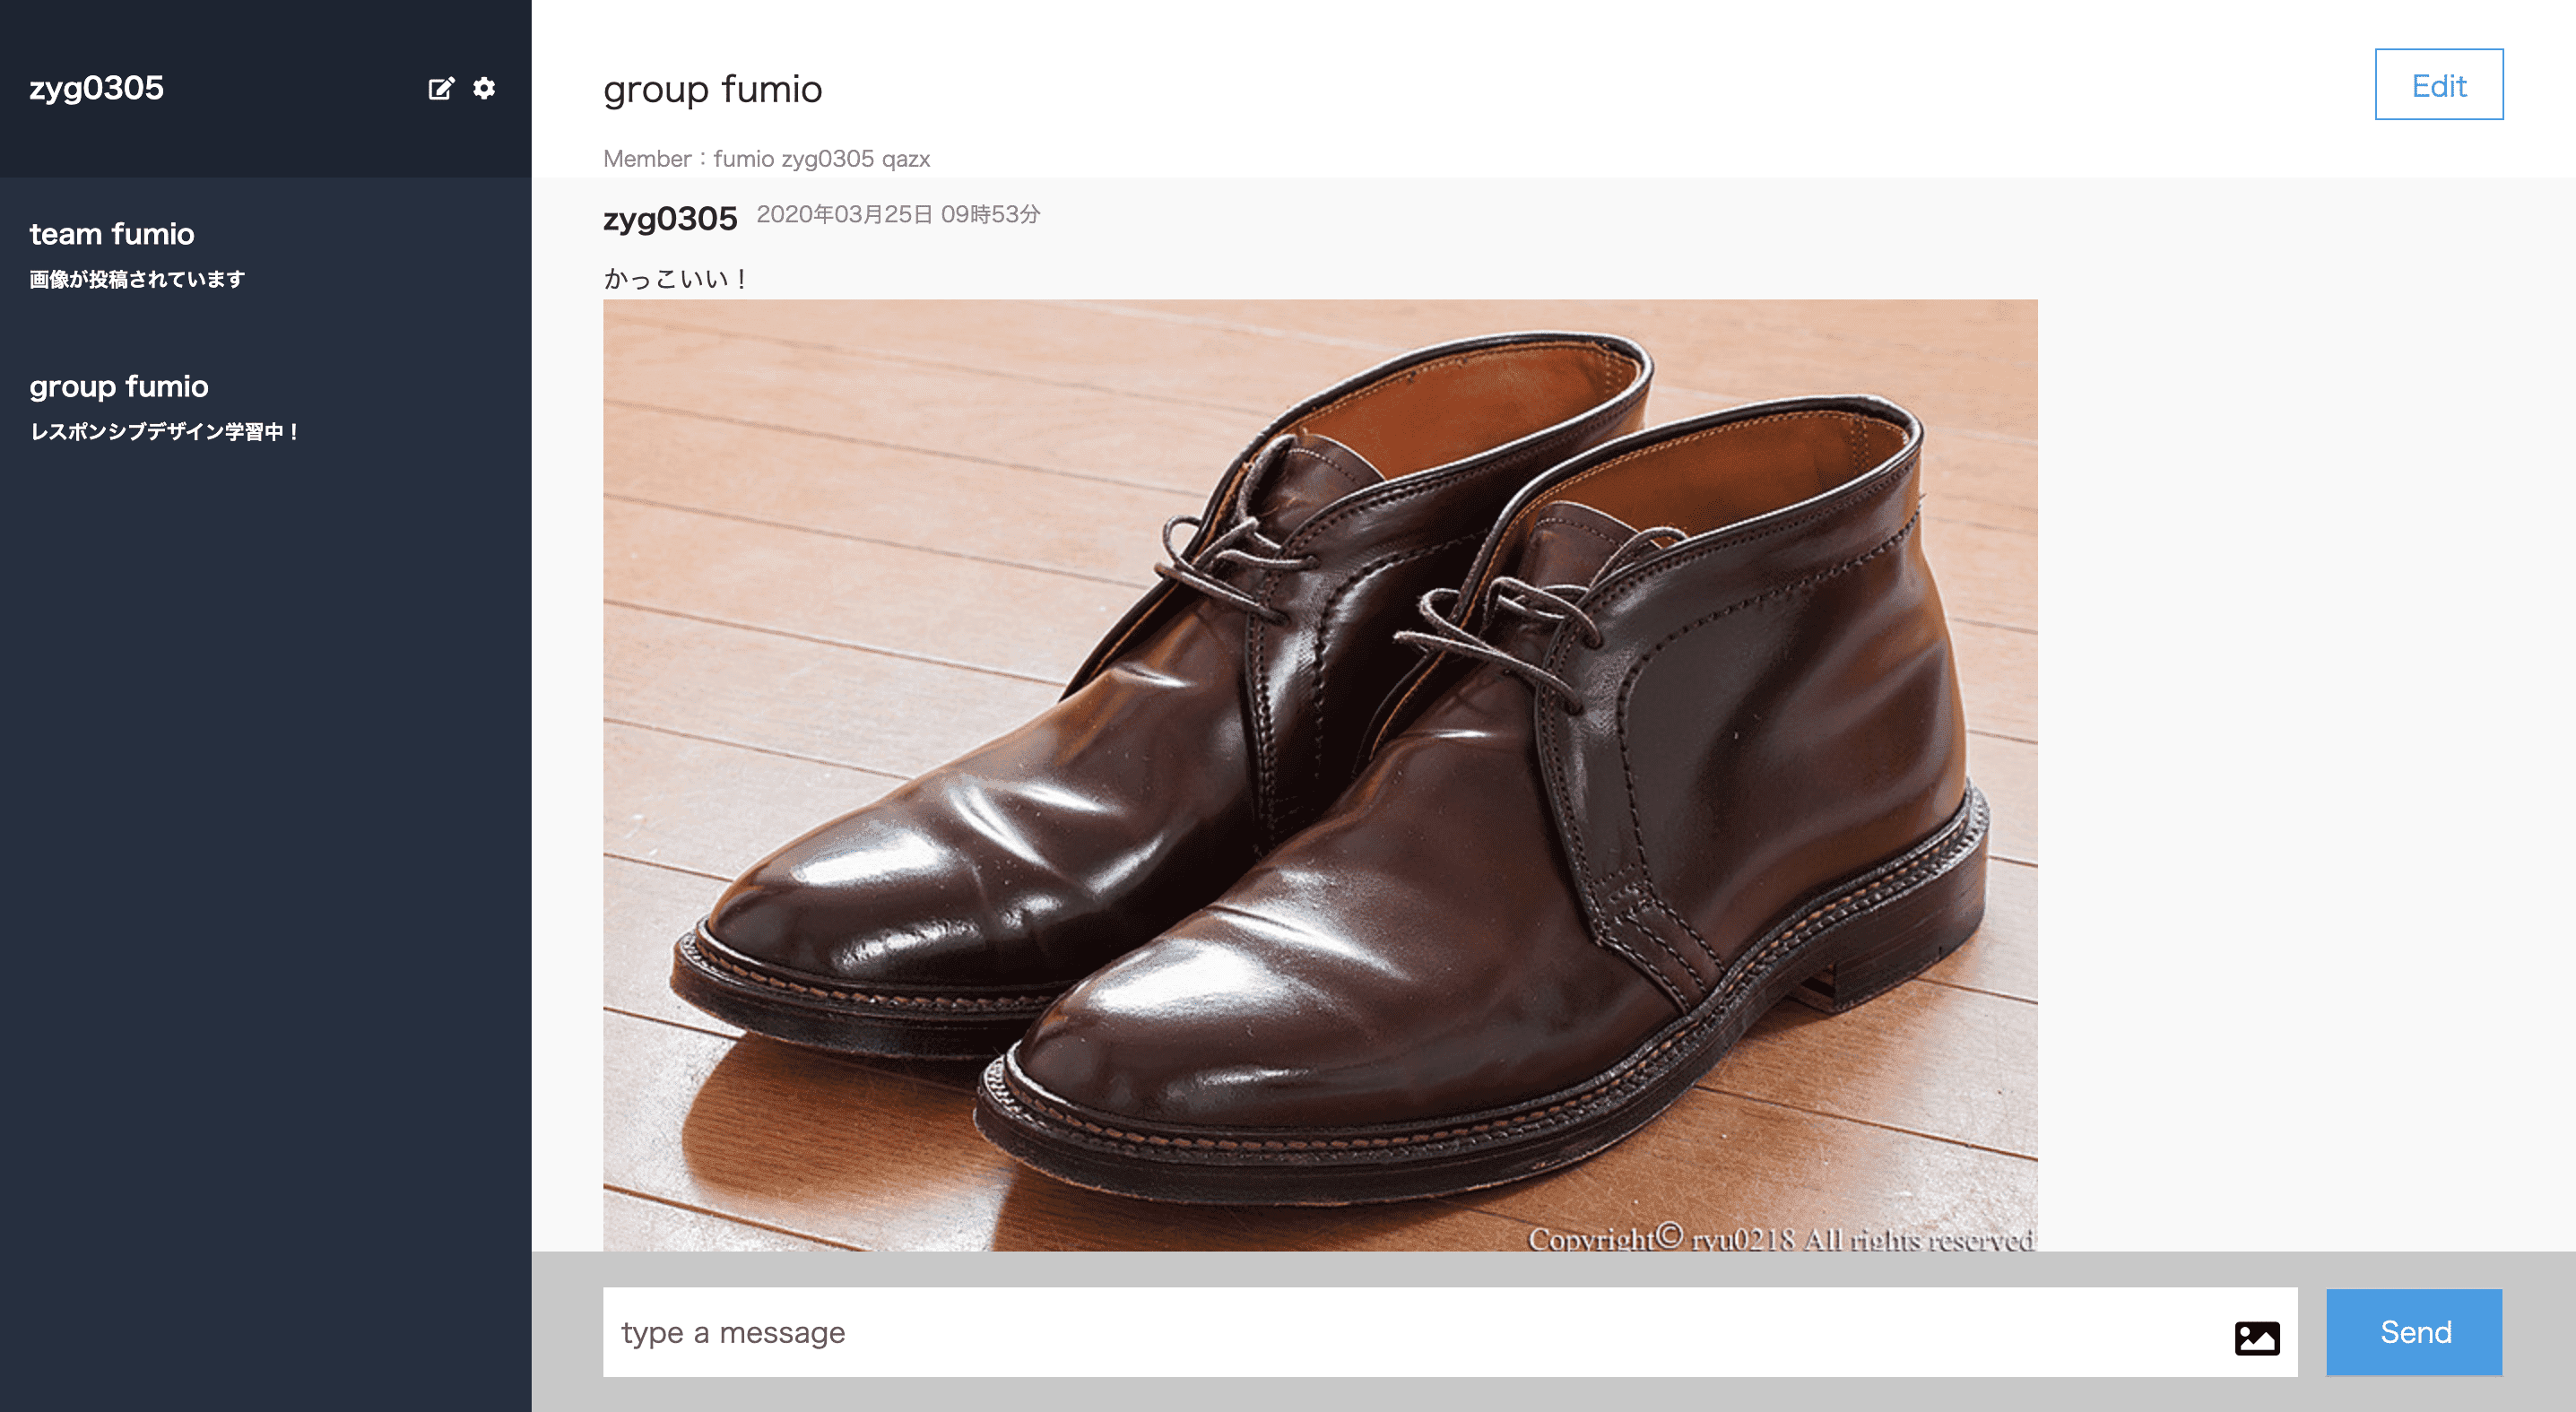 zyg0305
team fumio
画像が投稿されています
group fumio
レスポンシブデザイン学習中！
group fumio
Edit
Member：fumio zyg0305 qazx
zyg0305 2020年03月25日 09時53分
かっこいい！
Copyright© ryu0218 All rights reserved
type a message
Send